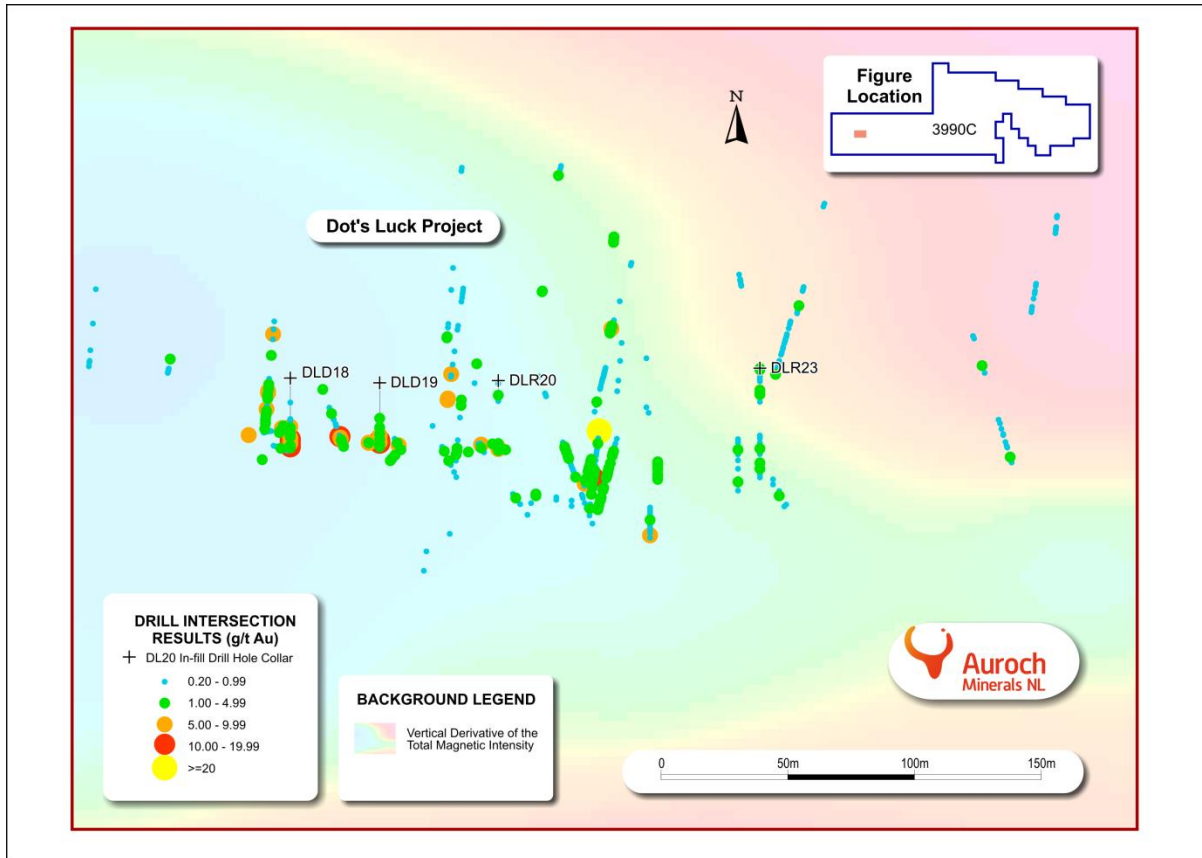 Figure
Location
3990C
N
Dot's Luck Project
DLD18
DLD19
DLR20
DLR23
DRILL INTERSECTION
RESULTS (g/t Au)
DL20 In-fill Drill Hole Collar
0.20 - 0.99
1.00 - 4.99
5.00 - 9.99
10.00 - 19.99
>=20
BACKGROUND LEGEND
Vertical Derivative of the
Total Magnetic Intensity
Auroch
Minerals NL
0 50m 100m 150m